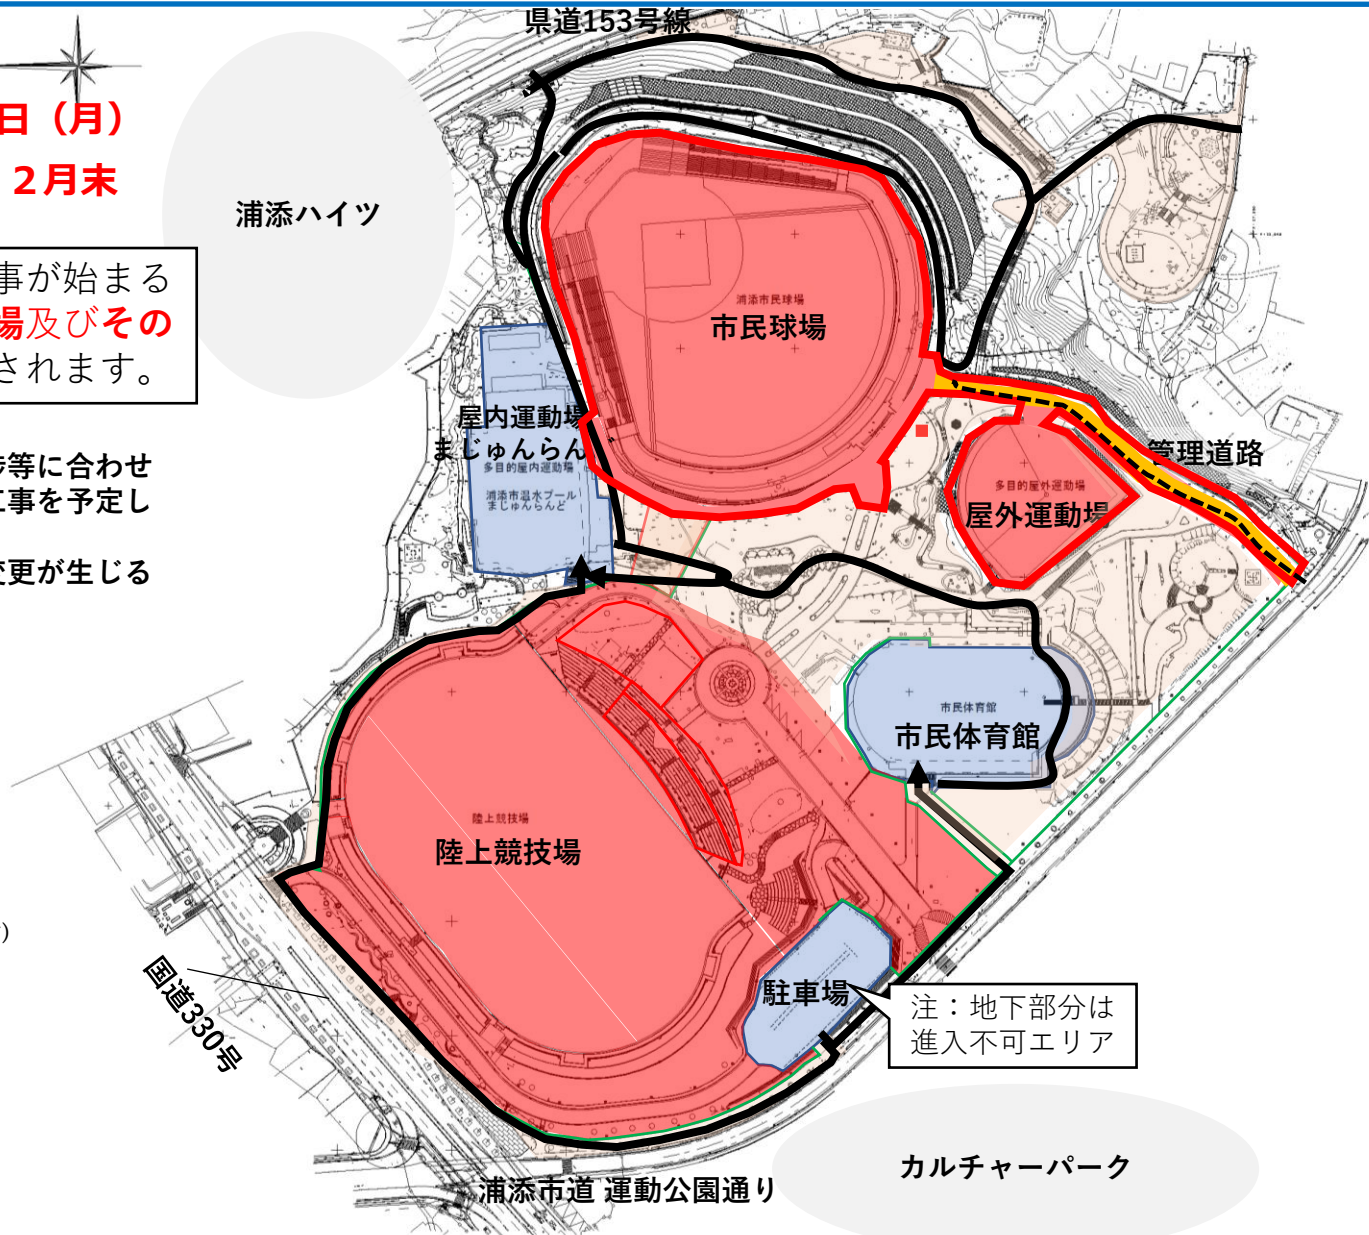 県道153号線
日（月）
２月末
浦添ハイツ
事が始まる
場及びその
されます。
浦添市民球場
市民球場
屋内運動場
まじゅんらん
多目的屋内運動場
浦添市温水プール
まじゅんらんど
捗等に合わせ
工事を予定し
変更が生じる
管理道路
多目的屋外運動場
屋外運動場
市民体育館
市民体育館
陸上競技場
陸上競技場
)
国道330号
駐車場
注：地下部分は
進入不可エリア
カルチャーパーク
浦添市道 運動公園通り